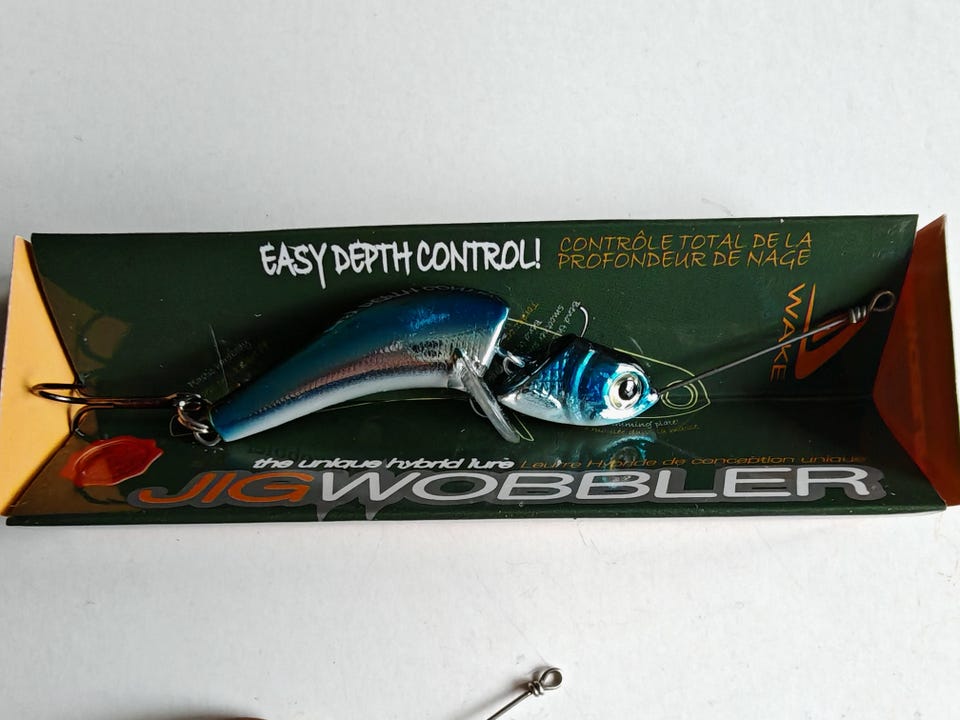 EASY DEPTH CONTROL!
CONTRÔLE TOTAL DE LA
PROFONDEUR DE NAGE
WAKE
the unique hybrid lure Leurre Hybride de conception unique
JIGWOBBLER